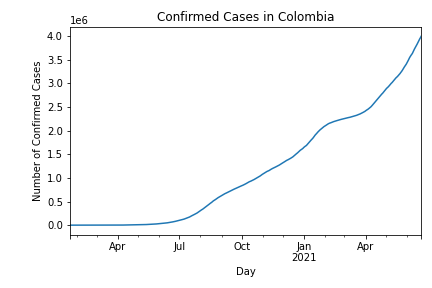 Confirmed Cases in Colombia
1e6
4.0
3.5
3.0
2.5
2.0
1.5
1.0
0.5
0.0
Number of Confirmed Cases
Apr Jul Oct Jan Apr
2021
Day